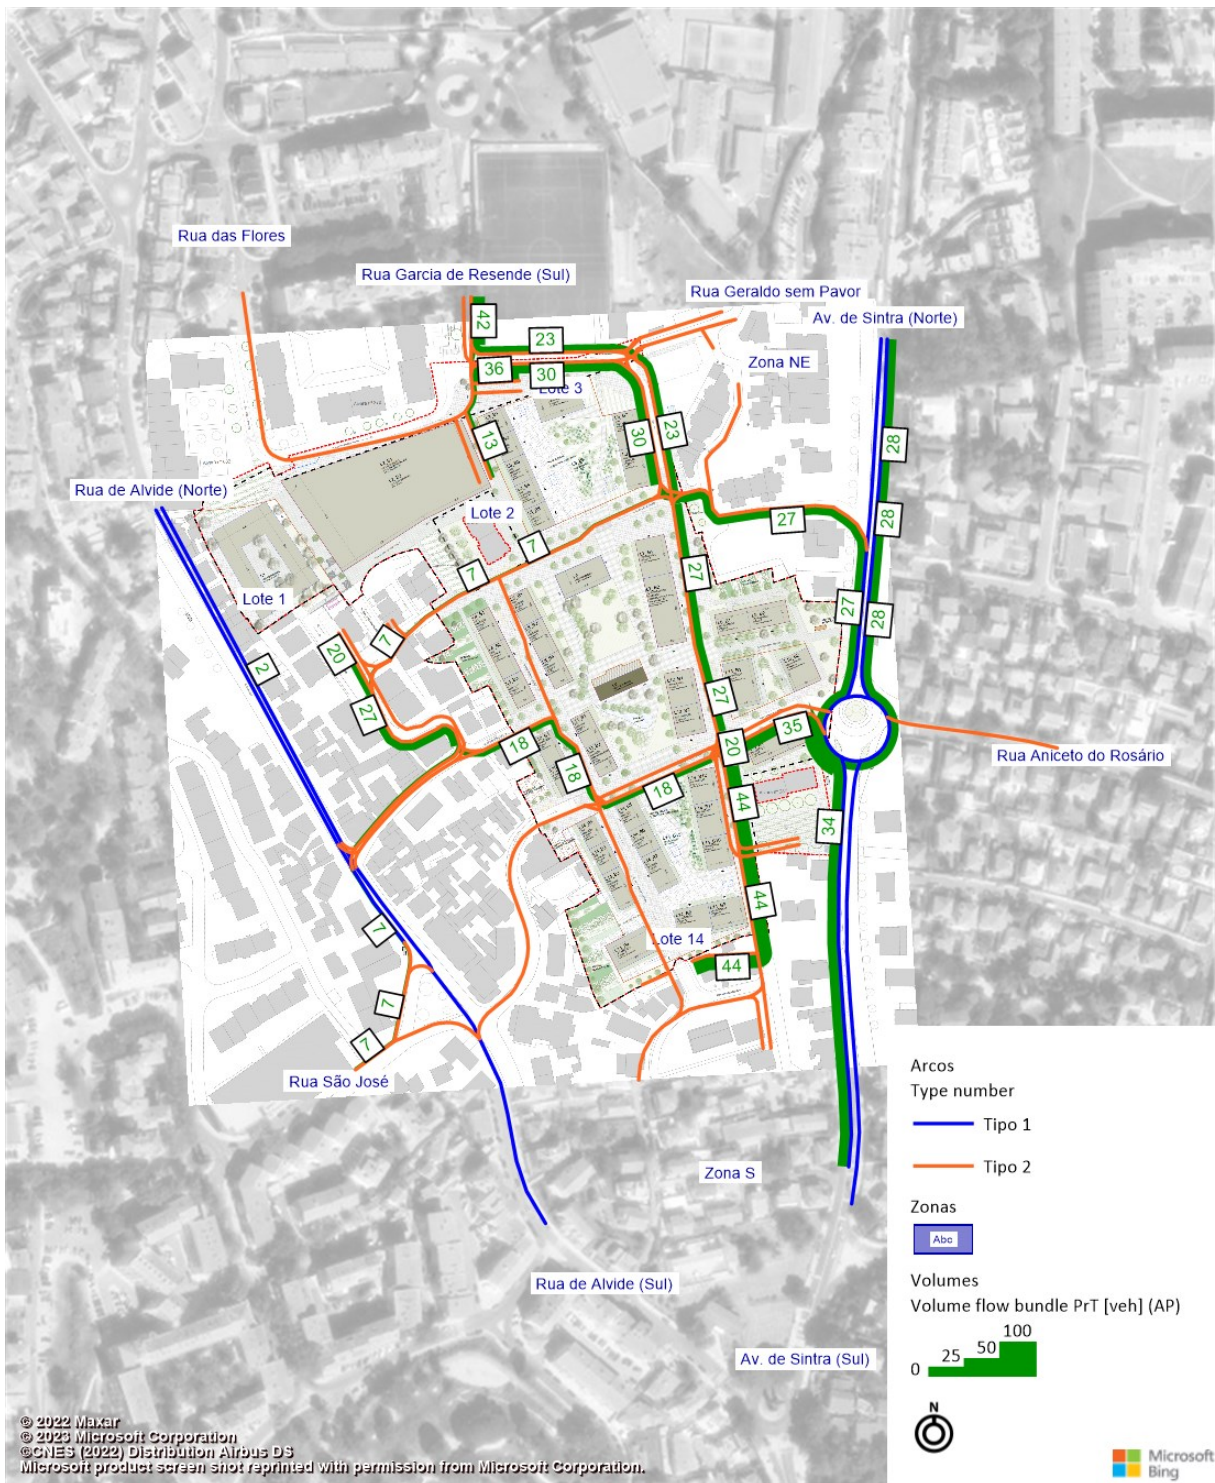 Rua das Flores
Rua Garcia de Resende (Sul)
Rua Geraldo sem Pavor
Av. de Sintra (Norte)
42
23
36
30
Lote 3
Zona NE
13
30
23
28
Rua de Alvide (Norte)
Lote 2
28
27
7
7
27
Lote 1
27
28
7
20
2
27
27
18
20
35
Rua Aniceto do Rosário
18
18
44
34
44
7
Lote 14
44
7
7
Rua São José
Arcos
Type number
Tipo 1
Tipo 2
Zona S
Zonas
Abc
Rua de Alvide (Sul)
Volumes
Volume flow bundle PrT [veh] (AP)
0 25 50 100
Av. de Sintra (Sul)
N
© 2022 Maxar
© 2023 Microsoft Corporation
©CNES (2022) Distribution Airbus DS
Microsoft product screen shot reprinted with permission from Microsoft Corporation.
Microsoft
Bing